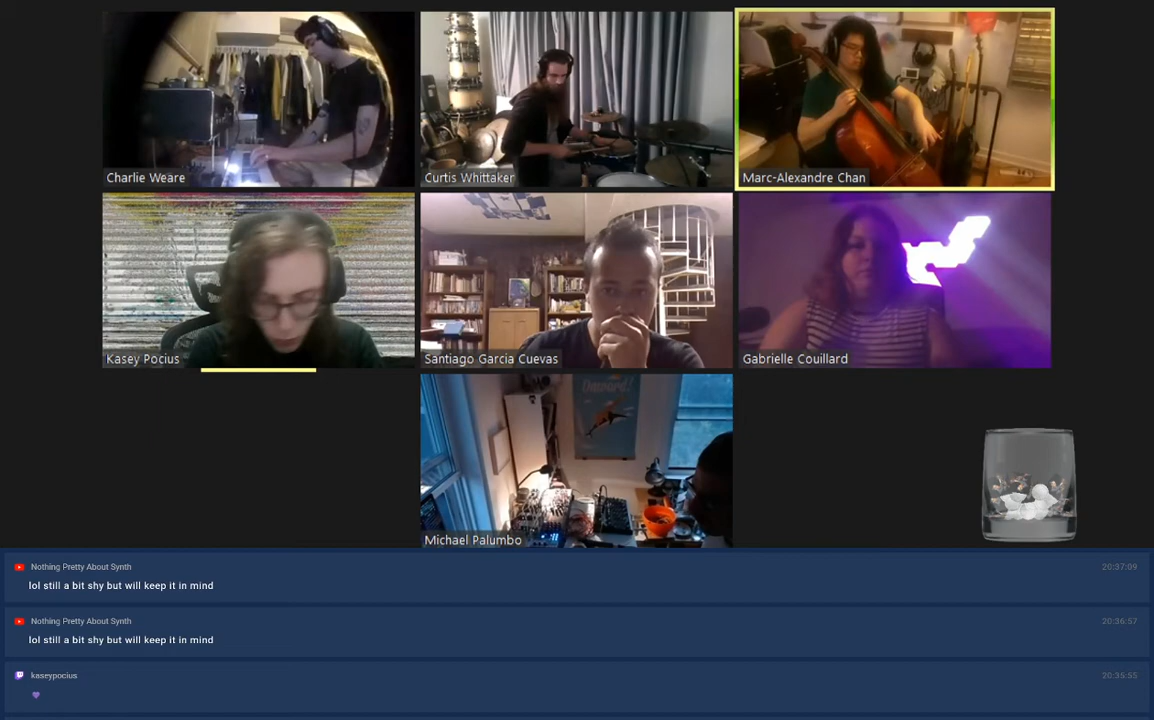 Charlie Weare
Curtis Whittaker
Marc-Alexandre Chan
Kasey Pocius
Santiago Garcia Cuevas
Gabrielle Couillard
Onward!
Michael Palumbo
Nothing Pretty About Synth
20:37:09
lol still a bit shy but will keep it in mind
Nothing Pretty About Synth
20:36:57
lol still a bit shy but will keep it in mind
kaseypocius
20:35:55